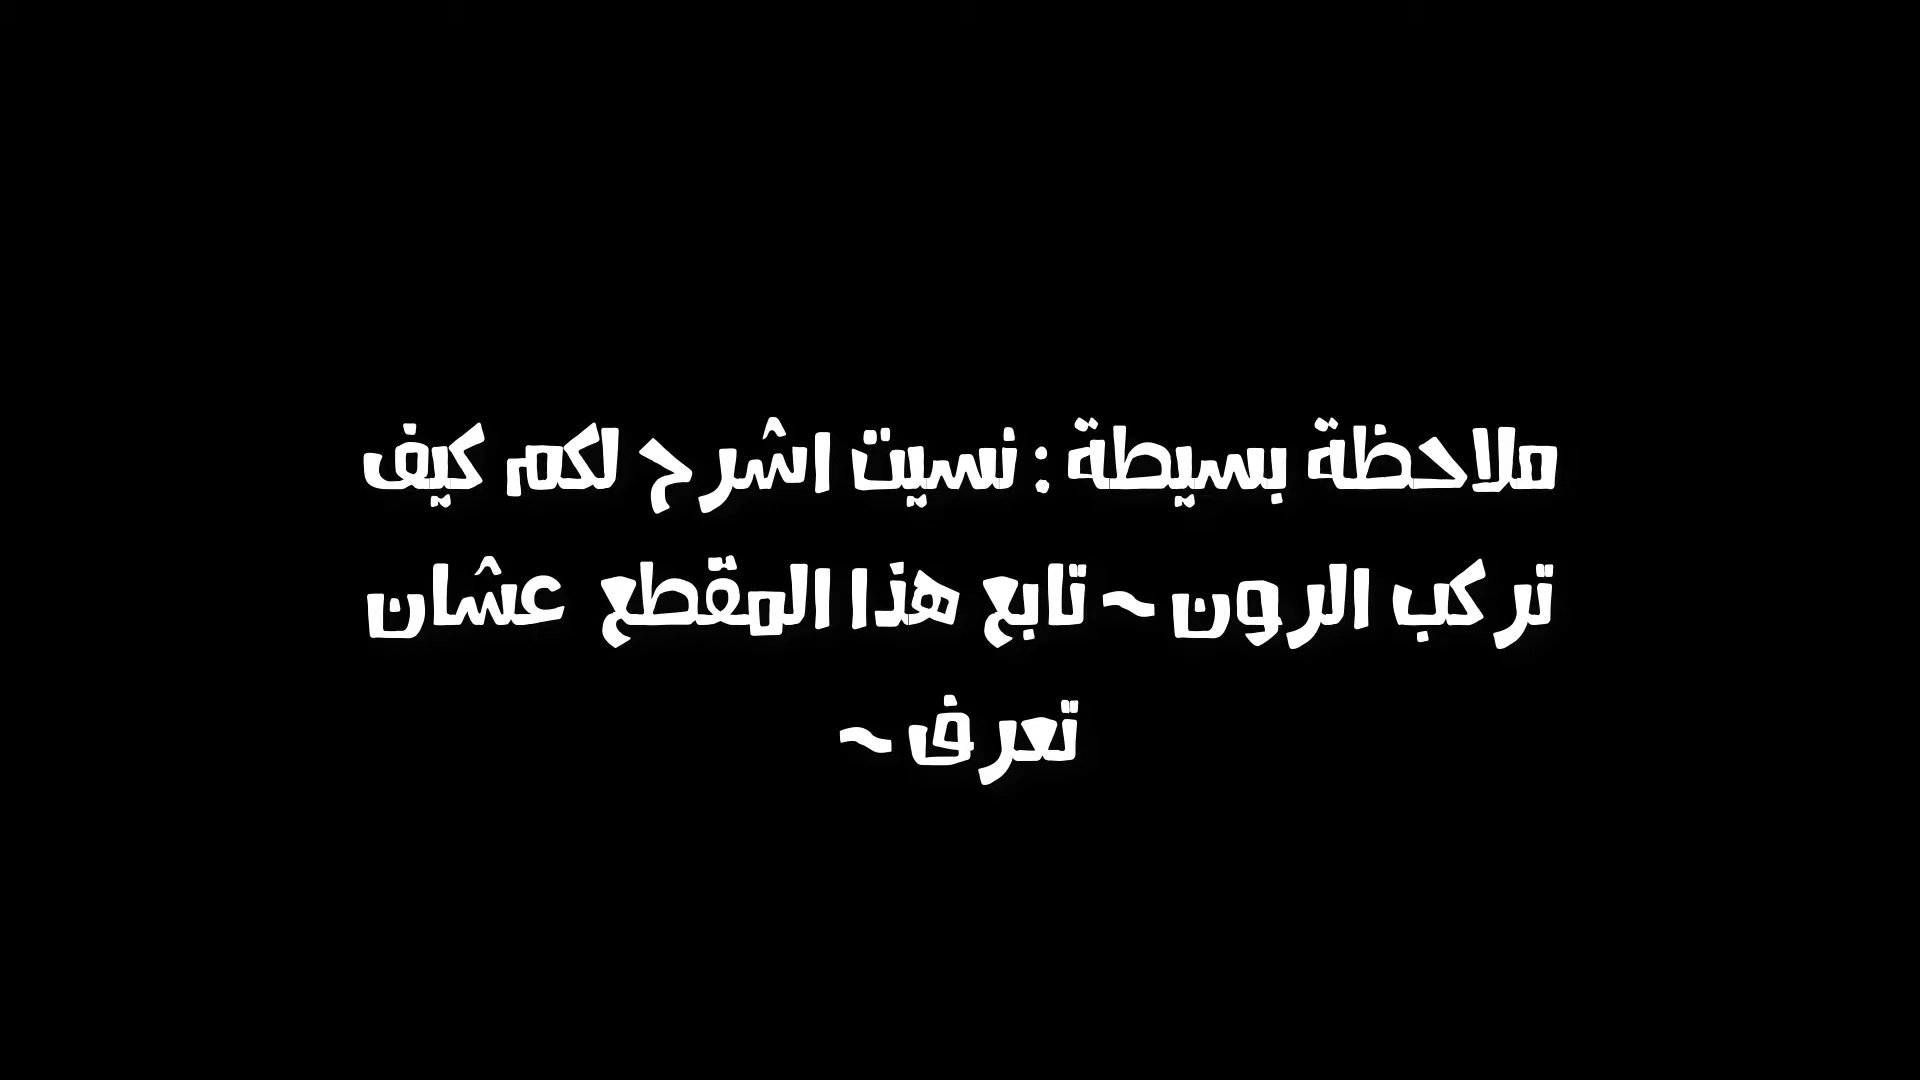 ملاحظة بسيطة : نسيت اشرح لكم كيف
تركب الرون ~ تابع هذا المقطع عشان
تعرف ~